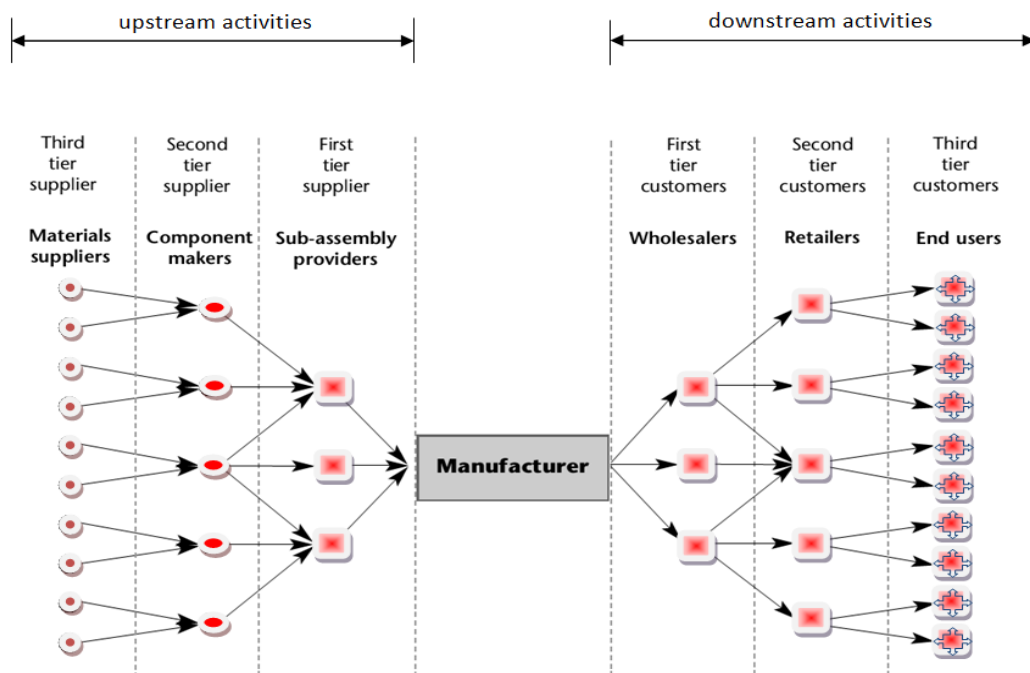 upstream activities
downstream activities
Third
tier
supplier
Second
tier
supplier
First
tier
supplier
First
tier
customers
Second
tier
customers
Third
tier
customers
Materials
suppliers
Component
makers
Sub-assembly
providers
Wholesalers
Retailers
End users
Manufacturer